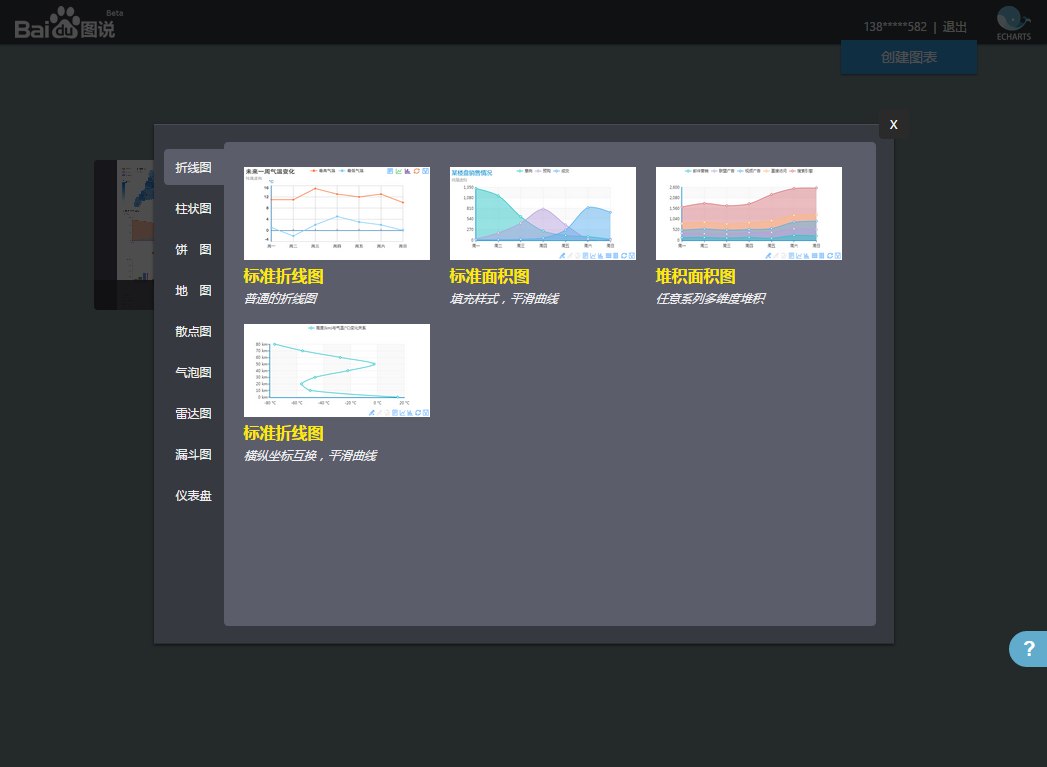 Beta
Bai du 图说
138*****582 | 退出
ECHARTS
创建图表
X
折线图
柱状图
饼 图
地 图
散点图
气泡图
雷达图
漏斗图
仪表盘
未来一周气温变化
某楼盘销售情况
标准折线图
标准面积图
堆积面积图
普通的折线图
填充样式，平滑曲线
任意系列多维度堆积
标准折线图
横纵坐标互换，平滑曲线
?